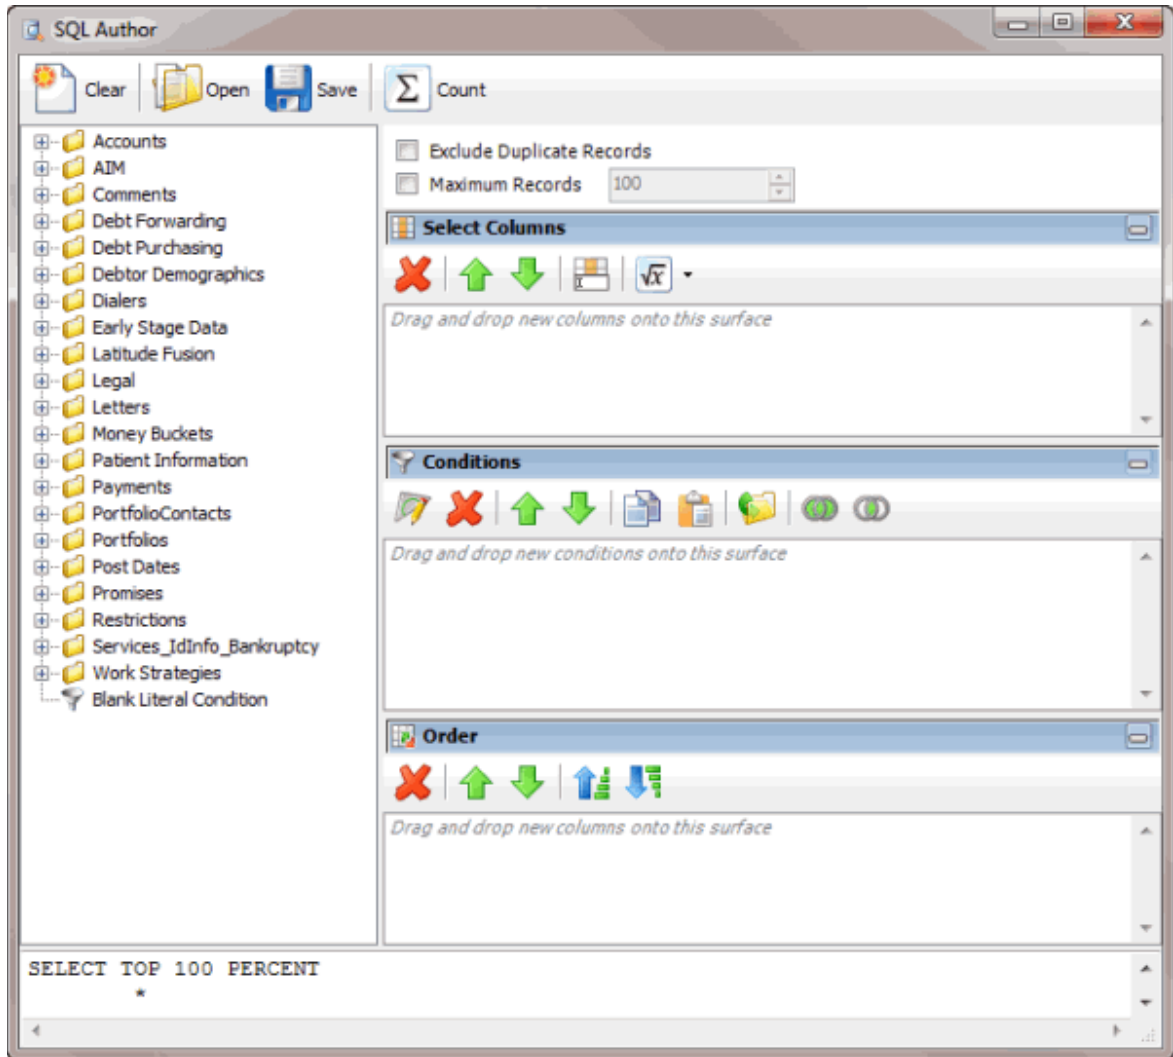 SQL Author
Clear Open Save Count
Accounts
AIM
Comments
Debt Forwarding
Debt Purchasing
Debtor Demographics
Dialers
Early Stage Data
Latitude Fusion
Legal
Letters
Money Buckets
Patient Information
Payments
PortfolioContacts
Portfolios
Post Dates
Promises
Restrictions
Services_IdInfo_Bankruptcy
Work Strategies
Blank Literal Condition
Exclude Duplicate Records
Maximum Records 100
Select Columns
Drag and drop new columns onto this surface
Conditions
Drag and drop new conditions onto this surface
Order
Drag and drop new columns onto this surface
SELECT TOP 100 PERCENT
*